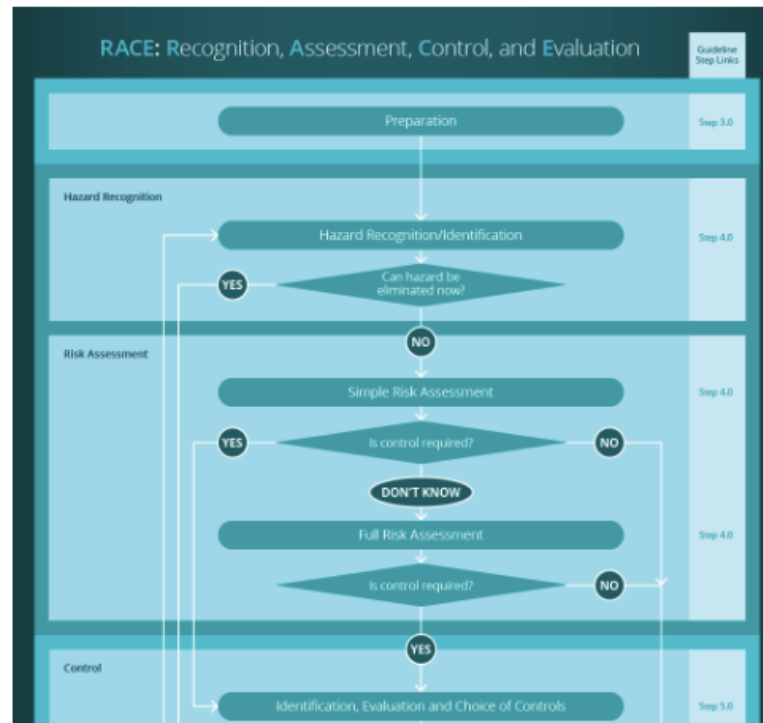 RACE: Recognition, Assessment, Control, and Evaluation
Guideline
Step Links
Preparation
Step 3.0
Hazard Recognition
Hazard Recognition/Identification
Step 4.0
Can hazard be
eliminated now?
YES
NO
Risk Assessment
Simple Risk Assessment
Step 4.0
YES
Is control required?
NO
DON'T KNOW
Full Risk Assessment
Step 4.0
Is control required?
NO
YES
Control
Identification, Evaluation and Choice of Controls
Step 5.0